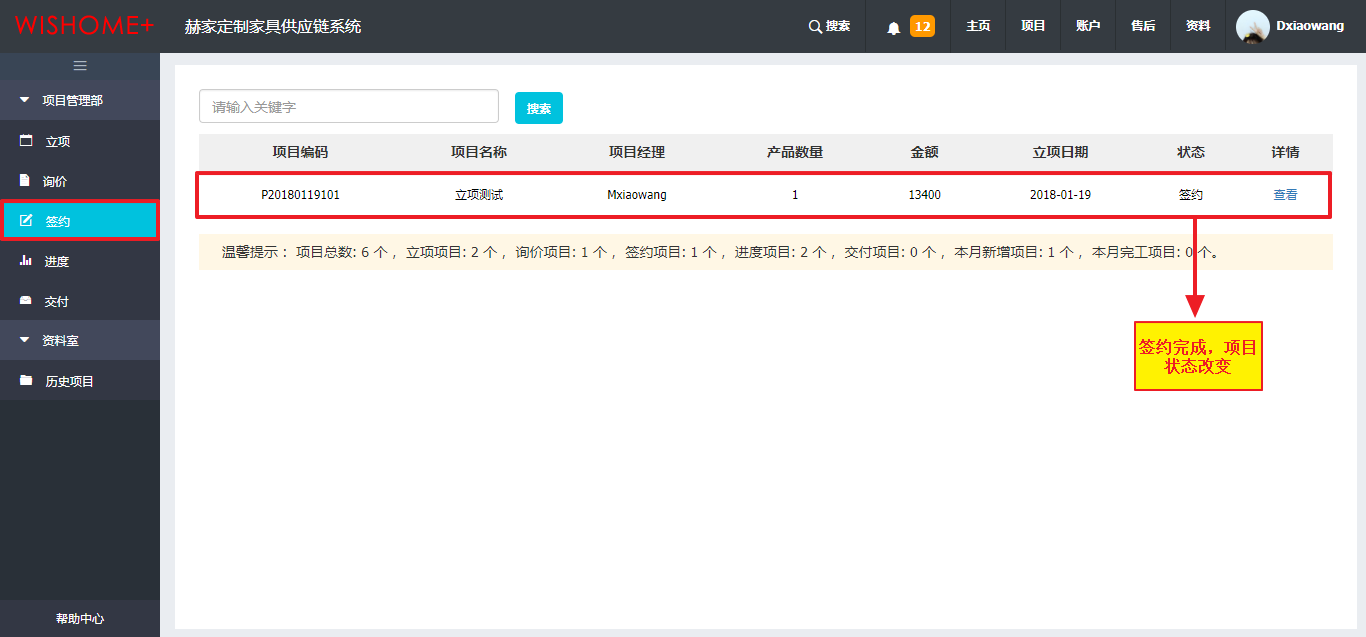 WISHOME+ 赫家定制家具供应链系统 搜索 12 主页 项目 账户 售后 资料 Dxiaowang
项目管理部
立项
询价
签约
进度
交付
资料室
历史项目
帮助中心
请输入关键字 搜索
项目编码 项目名称 项目经理 产品数量 金额 立项日期 状态 详情
P20180119101 立项测试 Mxiaowang 1 13400 2018-01-19 签约 查看
温馨提示： 项目总数: 6 个， 立项项目: 2 个， 询价项目: 1 个， 签约项目: 1 个， 进度项目: 2 个， 交付项目: 0 个， 本月新增项目: 1 个， 本月完工项目: 0 个。
签约完成，项目
状态改变